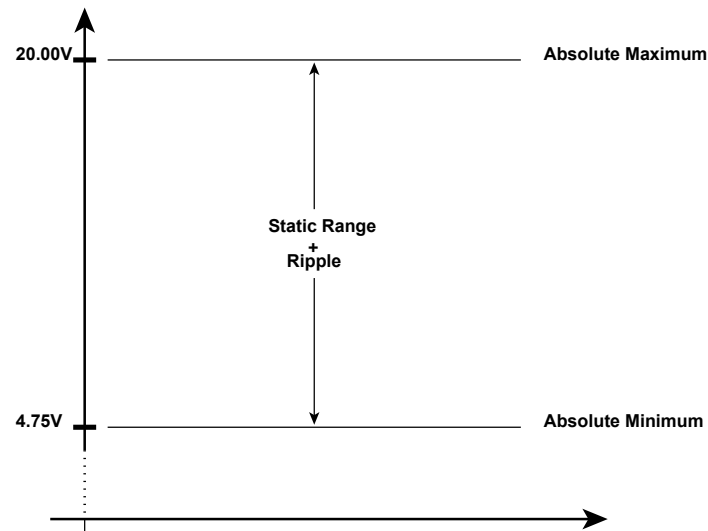 20.00V
Absolute Maximum
Static Range
+
Ripple
4.75V
Absolute Minimum